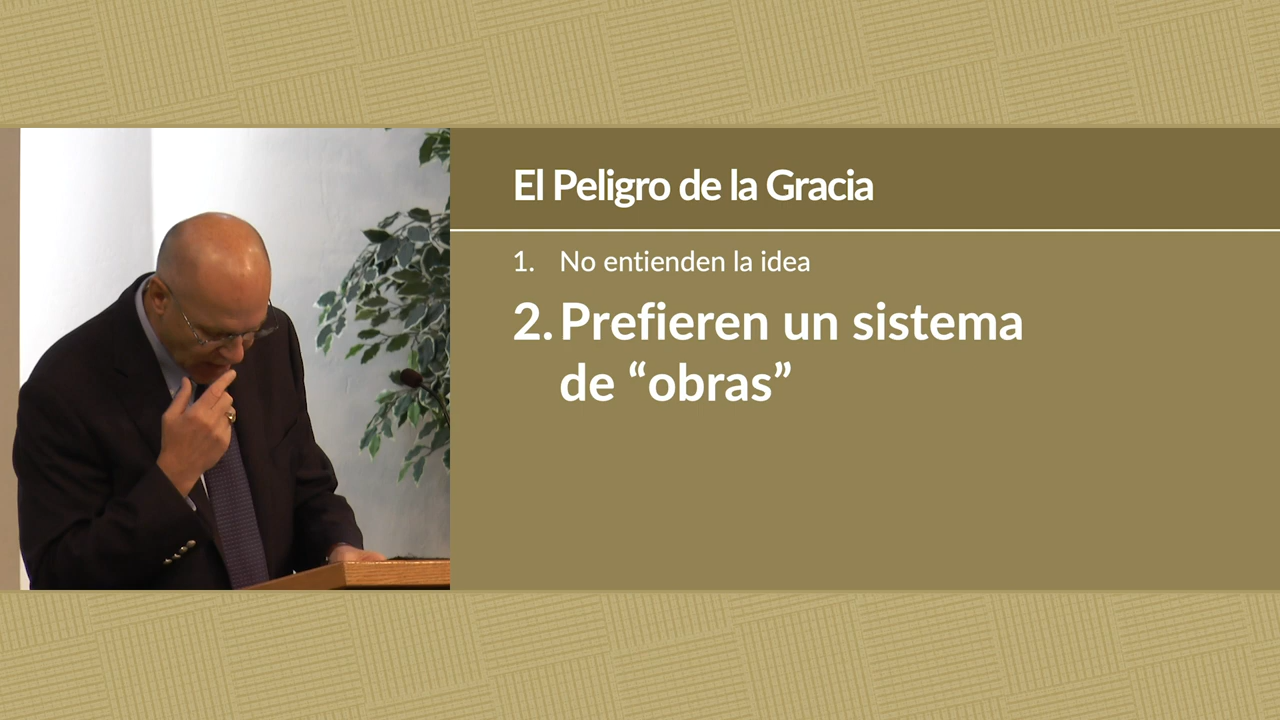 El Peligro de la Gracia
1. No entienden la idea
2. Prefieren un sistema
de “obras”